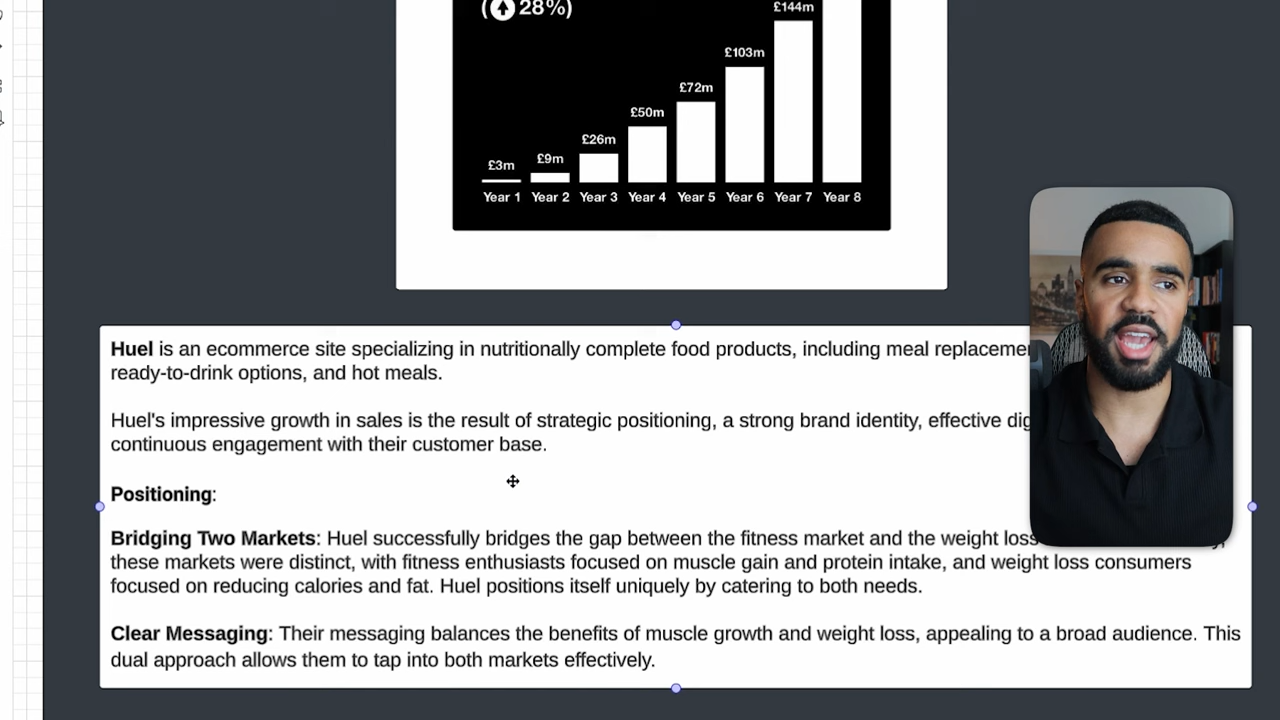 (28%)
£144m
£103m
£72m
£50m
£26m
£9m
£3m
Year 1 Year 2 Year 3 Year 4 Year 5 Year 6 Year 7 Year 8
Huel is an ecommerce site specializing in nutritionally complete food products, including meal
ready-to-drink options, and hot meals.
Huel's impressive growth in sales is the result of strategic positioning, a strong brand identity, effective
continuous engagement with their customer base.
Positioning:
Bridging Two Markets: Huel successfully bridges the gap between the fitness market and the weight loss
these markets were distinct, with fitness enthusiasts focused on muscle gain and protein intake, and weight loss consumers
focused on reducing calories and fat. Huel positions itself uniquely by catering to both needs.
Clear Messaging: Their messaging balances the benefits of muscle growth and weight loss, appealing to a broad audience. This
dual approach allows them to tap into both markets effectively.